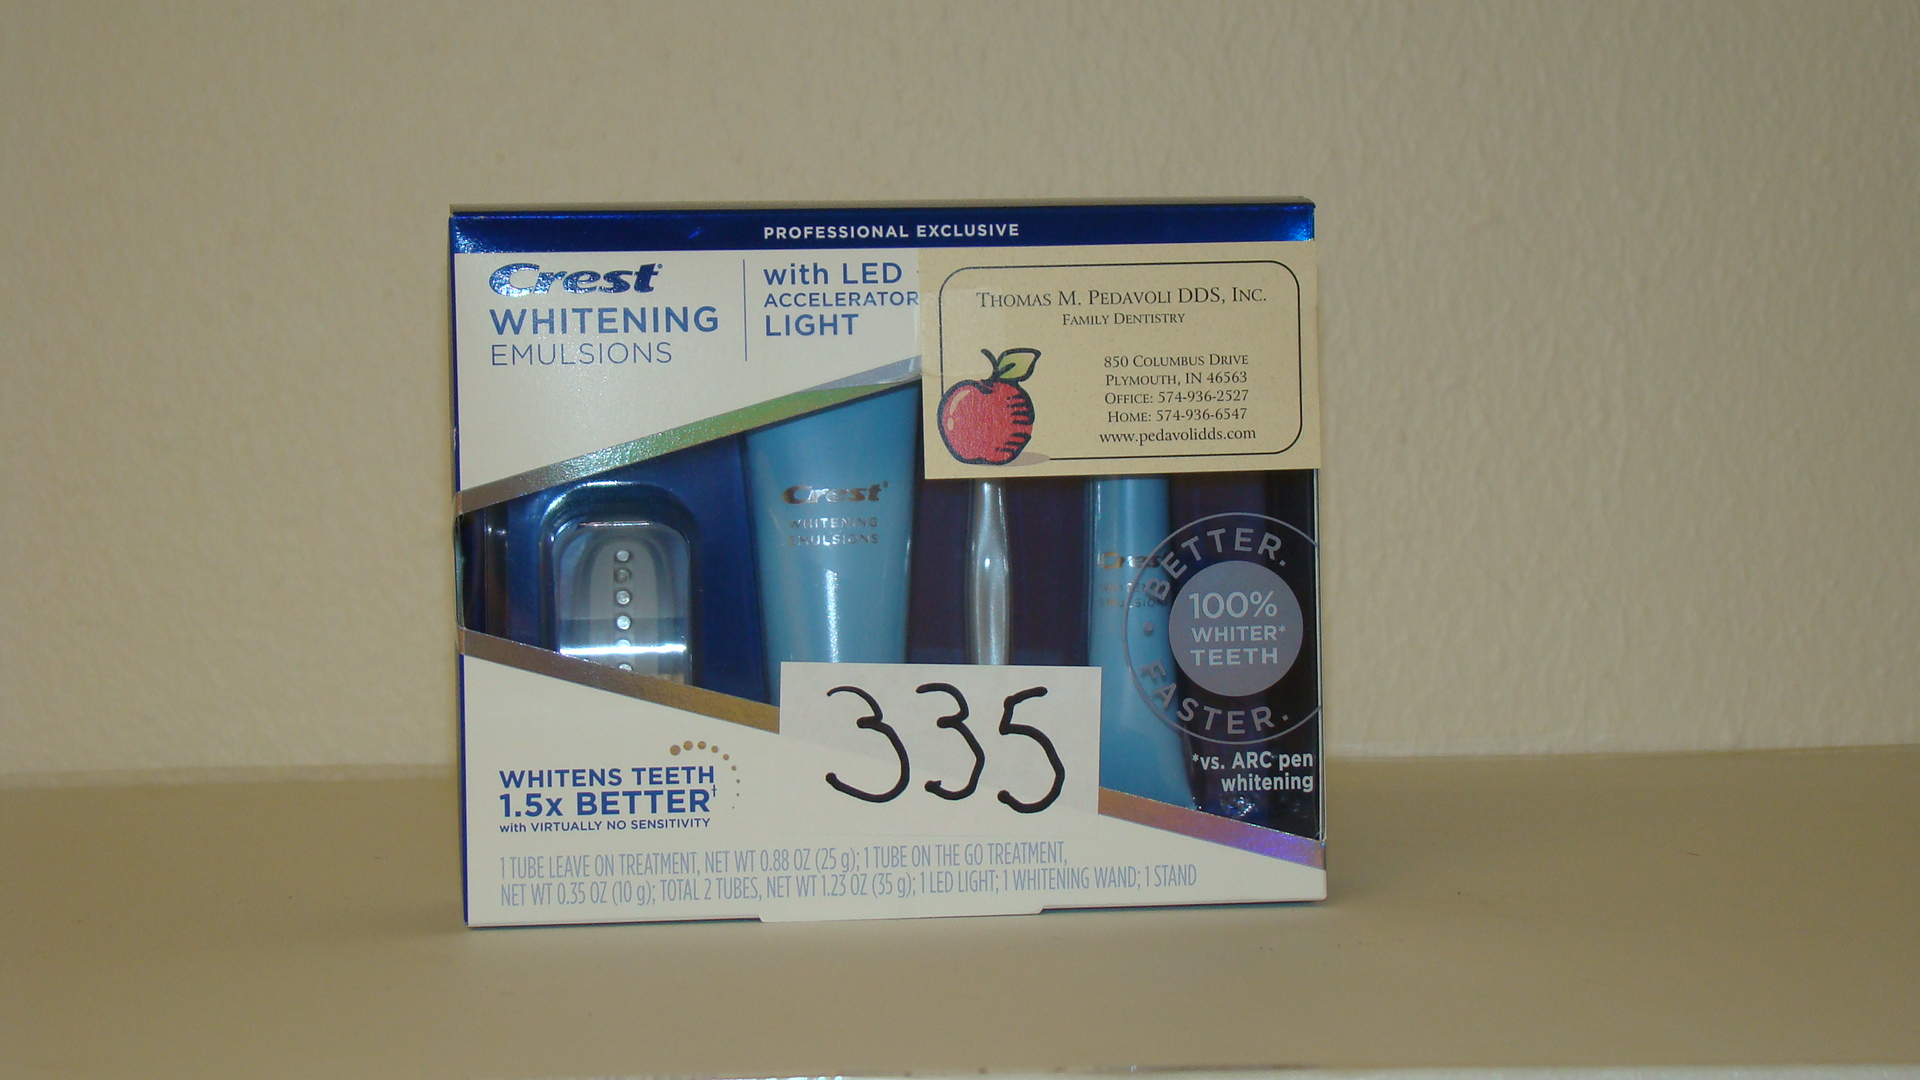 PROFESSIONAL EXCLUSIVE
Crest
WHITENING
EMULSIONS
with LED
ACCELERATOR
LIGHT
THOMAS M. PEDAVOLI DDS, INC.
FAMILY DENTISTRY
850 COLUMBUS DRIVE
PLYMOUTH, IN 46563
OFFICE: 574-936-2527
HOME: 574-936-6547
www.pedavolidds.com
Crest
WHITENING
EMULSIONS
Crest
BETTER.
FASTER.
100%
WHITER*
TEETH
*vs. ARC pen
whitening
335
WHITENS TEETH
1.5x BETTER†
with VIRTUALLY NO SENSITIVITY
1 TUBE LEAVE ON TREATMENT, NET WT 0.88 OZ (25 g); 1 TUBE ON THE GO TREATMENT,
NET WT 0.35 OZ (10 g); TOTAL 2 TUBES, NET WT 1.23 OZ (35 g); 1 LED LIGHT; 1 WHITENING WAND; 1 STAND